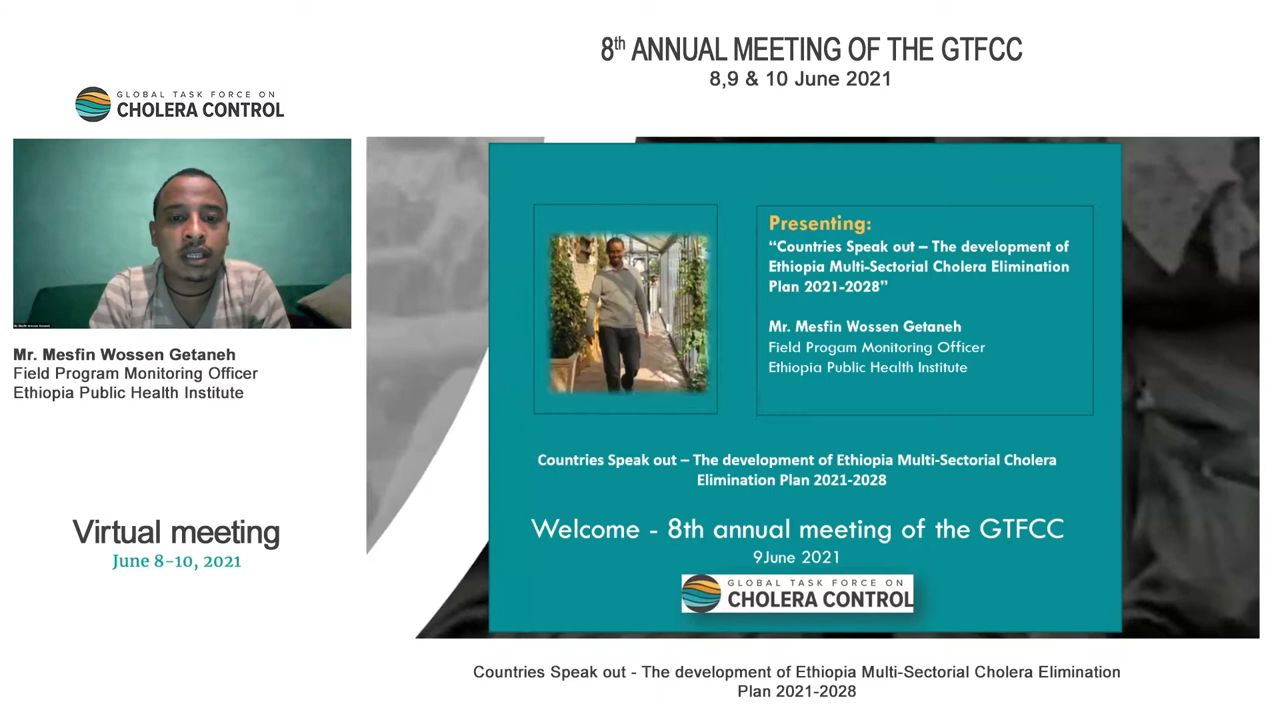 8th ANNUAL MEETING OF THE GTFCC
8,9 & 10 June 2021
GLOBAL TASK FORCE ON
CHOLERA CONTROL
Mr. Mesfin Wossen Getaneh
Field Program Monitoring Officer
Ethiopia Public Health Institute
Virtual meeting
June 8-10, 2021
Presenting:
“Countries Speak out – The development of
Ethiopia Multi-Sectorial Cholera Elimination
Plan 2021-2028”
Mr. Mesfin Wossen Getaneh
Field Progam Monitoring Officer
Ethiopia Public Health Institute
Countries Speak out – The development of Ethiopia Multi-Sectorial Cholera
Elimination Plan 2021-2028
Welcome - 8th annual meeting of the GTFCC
9June 2021
GLOBAL TASK FORCE ON
CHOLERA CONTROL
Countries Speak out - The development of Ethiopia Multi-Sectorial Cholera Elimination
Plan 2021-2028